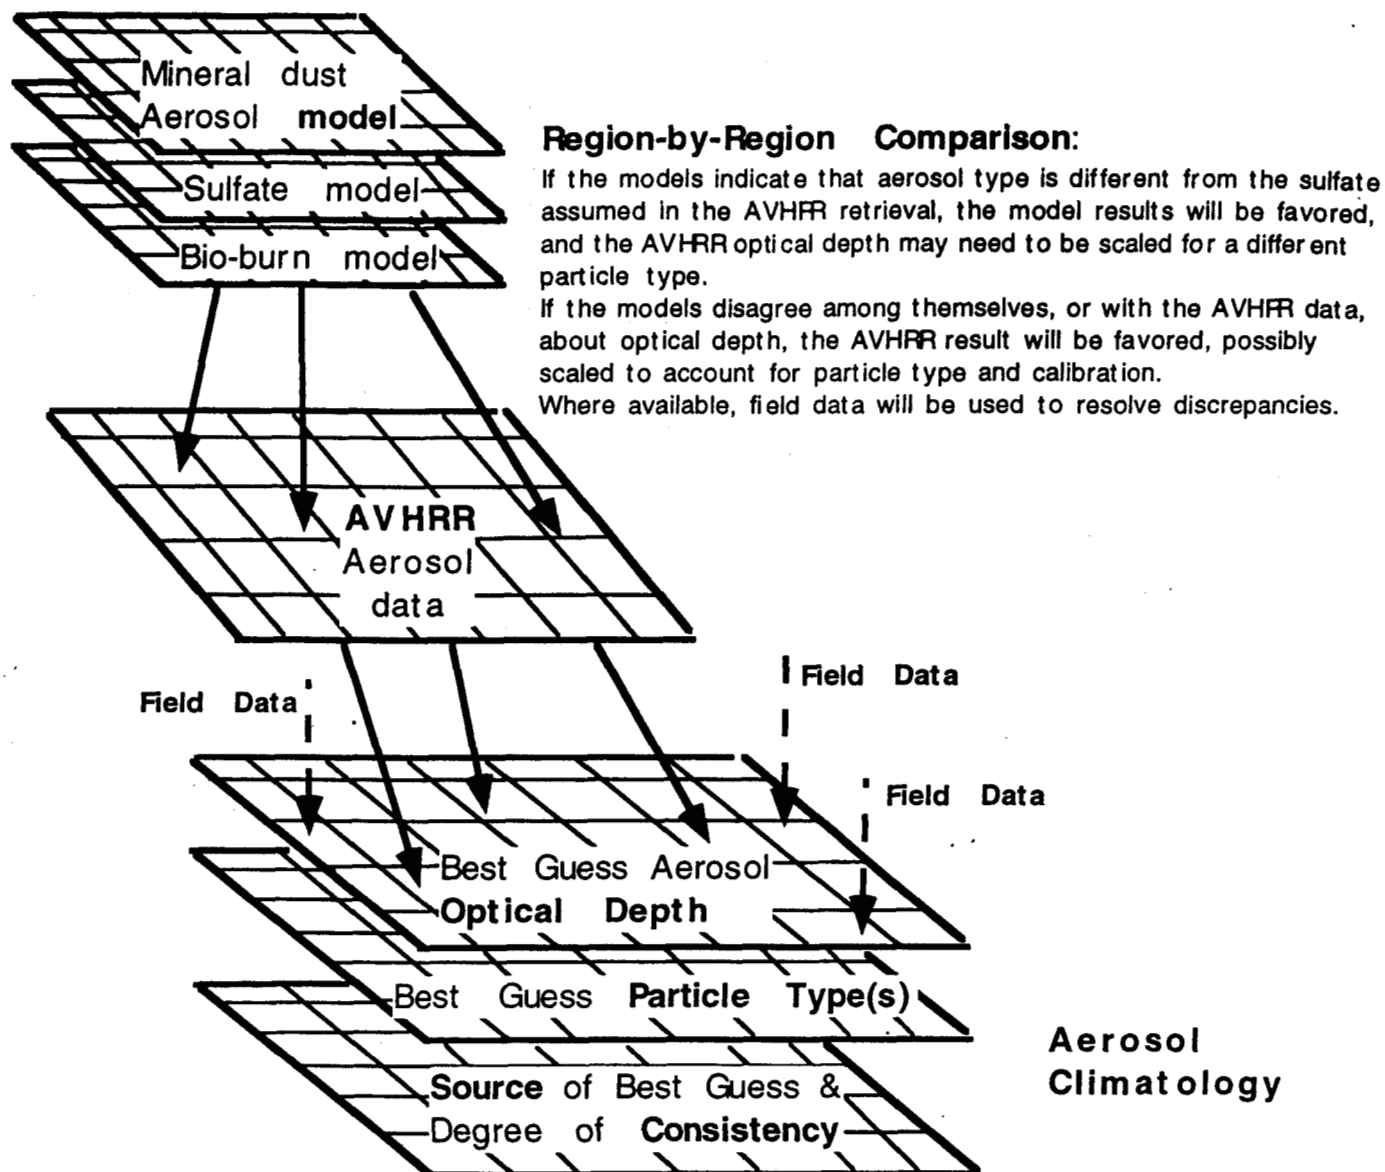 Mineral dust
Aerosol model
Sulfate model
Bio-burn model
Region-by-Region Comparison:
If the models indicate that aerosol type is different from the sulfate
assumed in the AVHRR retrieval, the model results will be favored,
and the AVHRR optical depth may need to be scaled for a different
particle type.
If the models disagree among themselves, or with the AVHRR data,
about optical depth, the AVHRR result will be favored, possibly
scaled to account for particle type and calibration.
Where available, field data will be used to resolve discrepancies.
AVHRR
Aerosol
data
Field Data
Field Data
Field Data
Best Guess Aerosol
Optical Depth
Best Guess Particle Type(s)
Source of Best Guess &
Degree of Consistency
Aerosol
Climatology